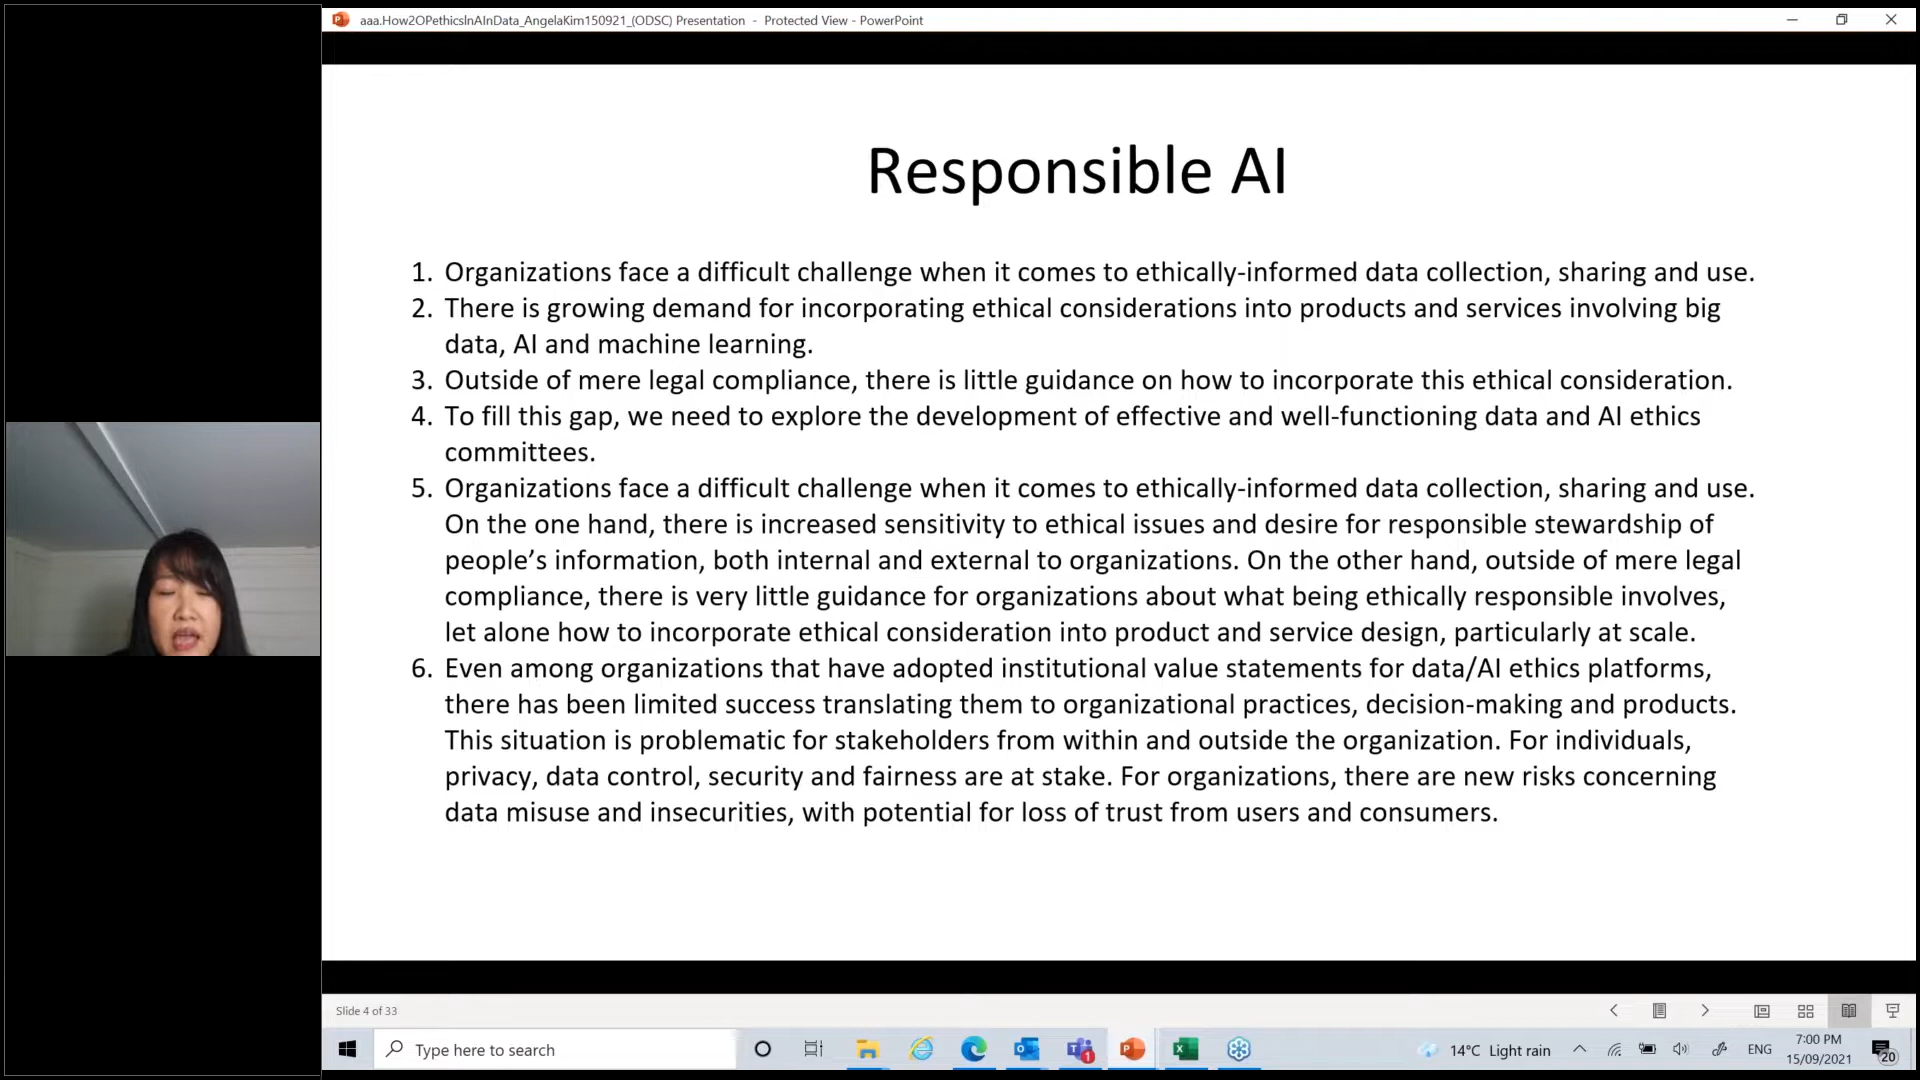 aaa.How2OPethicsInAInData_AngelaKim150921_(ODSC) Presentation - Protected View - PowerPoint
Responsible AI
1. Organizations face a difficult challenge when it comes to ethically-informed data collection, sharing and use.
2. There is growing demand for incorporating ethical considerations into products and services involving big
data, AI and machine learning.
3. Outside of mere legal compliance, there is little guidance on how to incorporate this ethical consideration.
4. To fill this gap, we need to explore the development of effective and well-functioning data and AI ethics
committees.
5. Organizations face a difficult challenge when it comes to ethically-informed data collection, sharing and use.
On the one hand, there is increased sensitivity to ethical issues and desire for responsible stewardship of
people’s information, both internal and external to organizations. On the other hand, outside of mere legal
compliance, there is very little guidance for organizations about what being ethically responsible involves,
let alone how to incorporate ethical consideration into product and service design, particularly at scale.
6. Even among organizations that have adopted institutional value statements for data/AI ethics platforms,
there has been limited success translating them to organizational practices, decision-making and products.
This situation is problematic for stakeholders from within and outside the organization. For individuals,
privacy, data control, security and fairness are at stake. For organizations, there are new risks concerning
data misuse and insecurities, with potential for loss of trust from users and consumers.
Slide 4 of 33
Type here to search
1
14°C Light rain
ENG
7:00 PM
15/09/2021
20